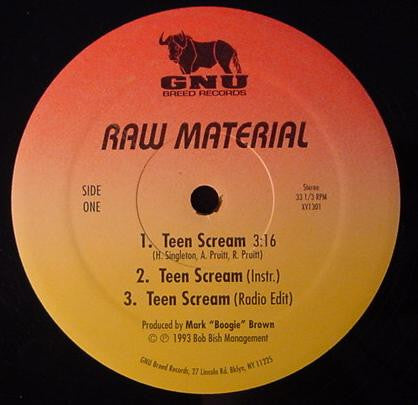 GNU
BREED RECORDS
RAW MATERIAL
SIDE
ONE
Stereo
33 1/3 RPM
XV1301
1. Teen Scream 3:16
(H. Singleton, A. Pruitt, R. Pruitt)
2. Teen Scream (Instr.)
3. Teen Scream (Radio Edit)
Produced by Mark "Boogie" Brown
© ℗ 1993 Bob Bish Management
GNU Breed Records, 37 Lincoln Rd. Bklyn, NY 11225